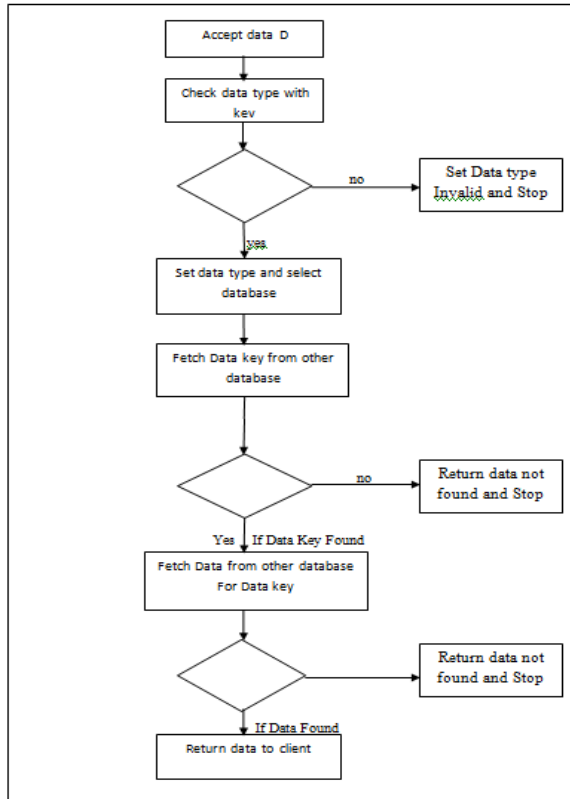 Accept data D
Check data type with
key
no
Set Data type
Invalid and Stop
yes
Set data type and select
database
Fetch Data key from other
database
no
Return data not
found and Stop
Yes If Data Key Found
Fetch Data from other database
For Data key
Return data not
found and Stop
If Data Found
Return data to client